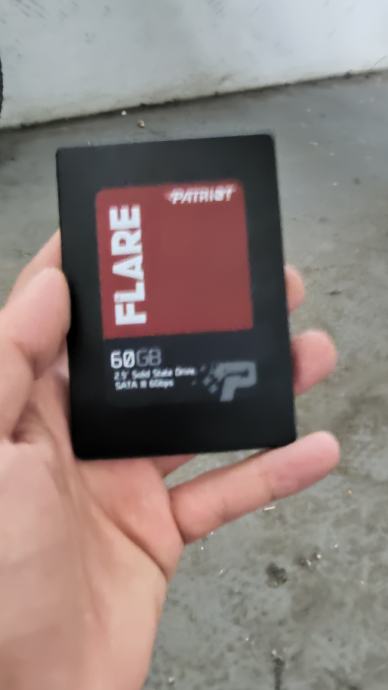 PATRIOT
FLARE
60GB
2.5" Solid State Drive
SATA III 6Gbps